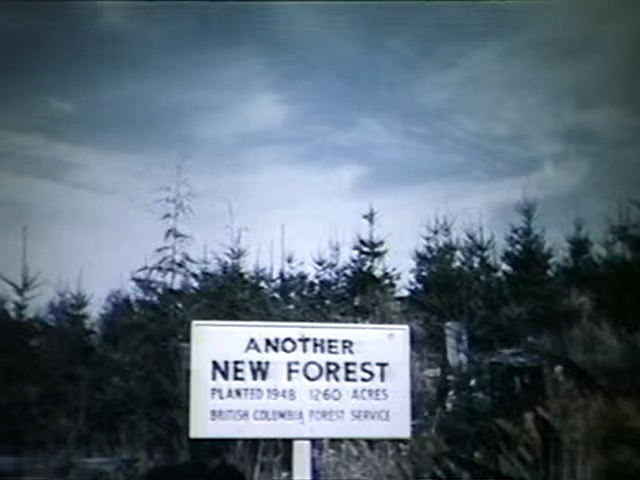 ANOTHER
NEW FOREST
PLANTED 1948 1260 ACRES
BRITISH COLUMBIA FOREST SERVICE